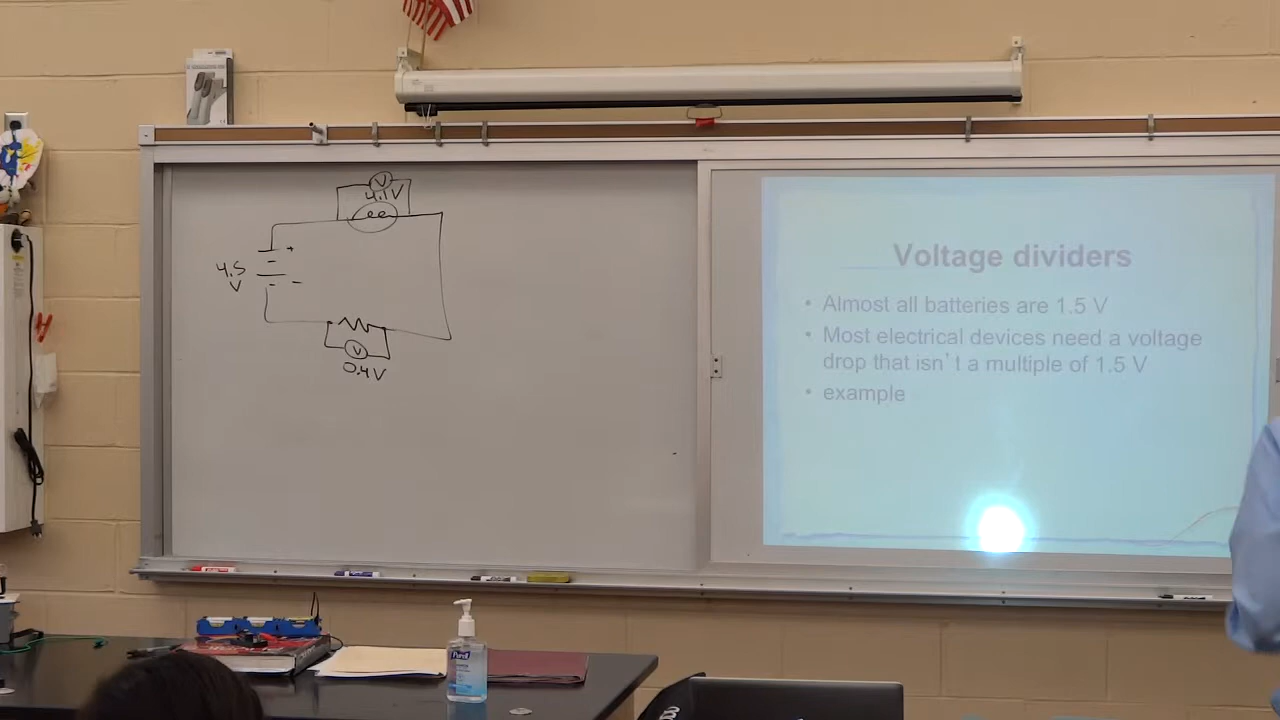 V
4.1V
+
4.5
V
-
V
0.4V
Voltage dividers
• Almost all batteries are 1.5 V
• Most electrical devices need a voltage
drop that isn't a multiple of 1.5 V
• example
Purell